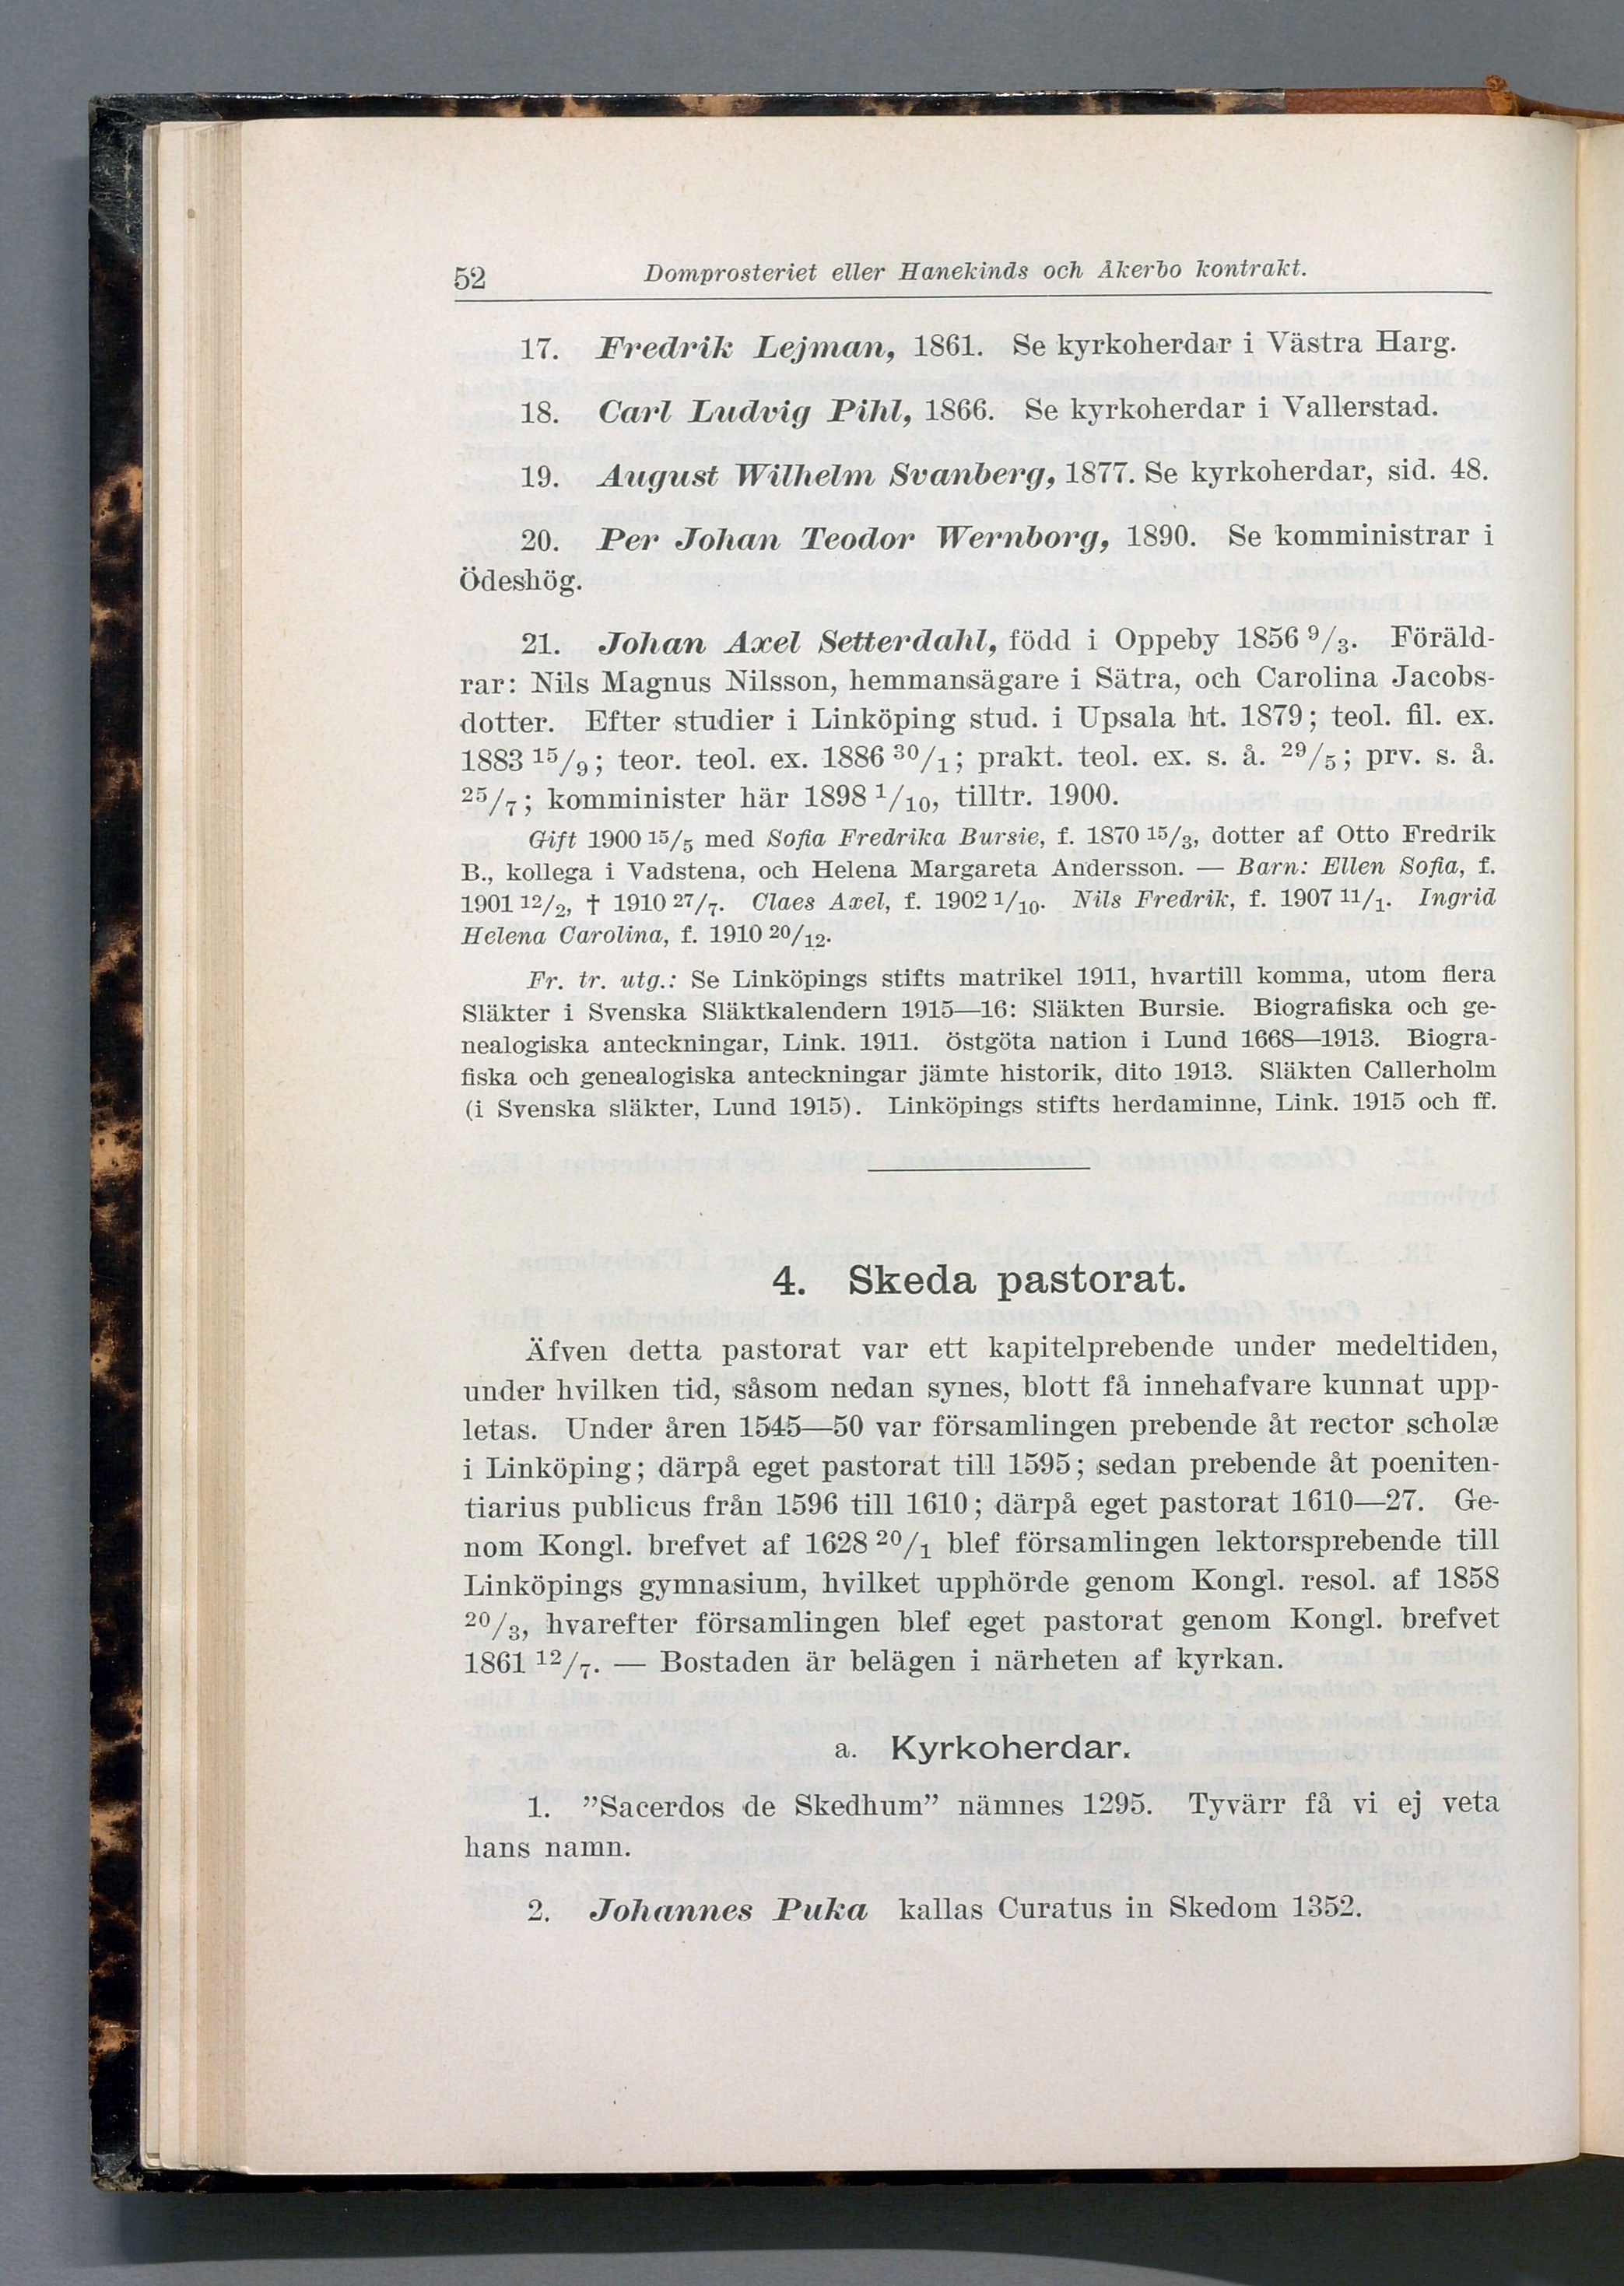 52 Domprosteriet eller Hanekinds och Åkerbo kontrakt.
17. Fredrik Lejman, 1861. Se kyrkoherdar i Västra Harg.
18. Carl Ludvig Pihl, 1866. Se kyrkoherdar i Vallerstad.
19. August Wilhelm Svanberg, 1877. Se kyrkoherdar, sid. 48.
20. Per Johan Teodor Wernborg, 1890. Se komministrar i
Ödeshög.
21. Johan Axel Setterdahl, född i Oppeby 1856 9/3. Föräld-
rar: Nils Magnus Nilsson, hemmansägare i Sätra, och Carolina Jacobs-
dotter. Efter studier i Linköping stud. i Upsala ht. 1879; teol. fil. ex.
1883 15/9; teor. teol. ex. 1886 30/1; prakt. teol. ex. s. å. 29/5; prv. s. å.
25/7; komminister här 1898 1/10, tilltr. 1900.
Gift 1900 15/5 med Sofia Fredrika Bursie, f. 1870 15/3, dotter af Otto Fredrik
B., kollega i Vadstena, och Helena Margareta Andersson. — Barn: Ellen Sofia, f.
1901 12/2, † 1910 27/7. Claes Axel, f. 1902 1/10. Nils Fredrik, f. 1907 11/1. Ingrid
Helena Carolina, f. 1910 20/12.
Fr. tr. utg.: Se Linköpings stifts matrikel 1911, hvartill komma, utom flera
Släkter i Svenska Släktkalendern 1915—16: Släkten Bursie. Biografiska och ge-
nealogiska anteckningar, Link. 1911. Östgöta nation i Lund 1668—1913. Biogra-
fiska och genealogiska anteckningar jämte historik, dito 1913. Släkten Callerholm
(i Svenska släkter, Lund 1915). Linköpings stifts herdaminne, Link. 1915 och ff.
4. Skeda pastorat.
Äfven detta pastorat var ett kapitelprebende under medeltiden,
under hvilken tid, såsom nedan synes, blott få innehafvare kunnat upp-
letas. Under åren 1545—50 var församlingen prebende åt rector scholæ
i Linköping; därpå eget pastorat till 1595; sedan prebende åt poeniten-
tiarius publicus från 1596 till 1610; därpå eget pastorat 1610—27. Ge-
nom Kongl. brefvet af 1628 20/1 blef församlingen lektorsprebende till
Linköpings gymnasium, hvilket upphörde genom Kongl. resol. af 1858
20/3, hvarefter församlingen blef eget pastorat genom Kongl. brefvet
1861 12/7. — Bostaden är belägen i närheten af kyrkan.
a. Kyrkoherdar.
1. ”Sacerdos de Skedhum” nämnes 1295. Tyvärr få vi ej veta
hans namn.
2. Johannes Puka kallas Curatus in Skedom 1352.